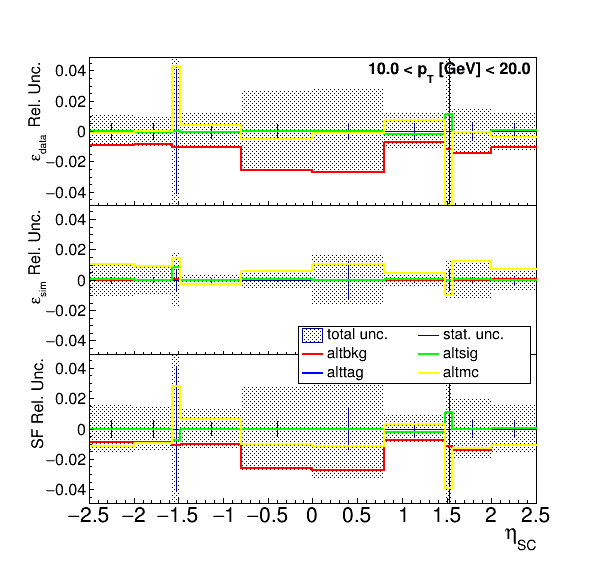 10.0 < p_T [GeV] < 20.0
ε_data Rel. Unc.
0.04
0.02
0
−0.02
−0.04
ε_sim Rel. Unc.
0.04
0.02
0
−0.02
−0.04
total unc. stat. unc.
altbkg altsig
alttag altmc
SF Rel. Unc.
0.04
0.02
0
−0.02
−0.04
−2.5 −2 −1.5 −1 −0.5 0 0.5 1 1.5 2 2.5
η_SC